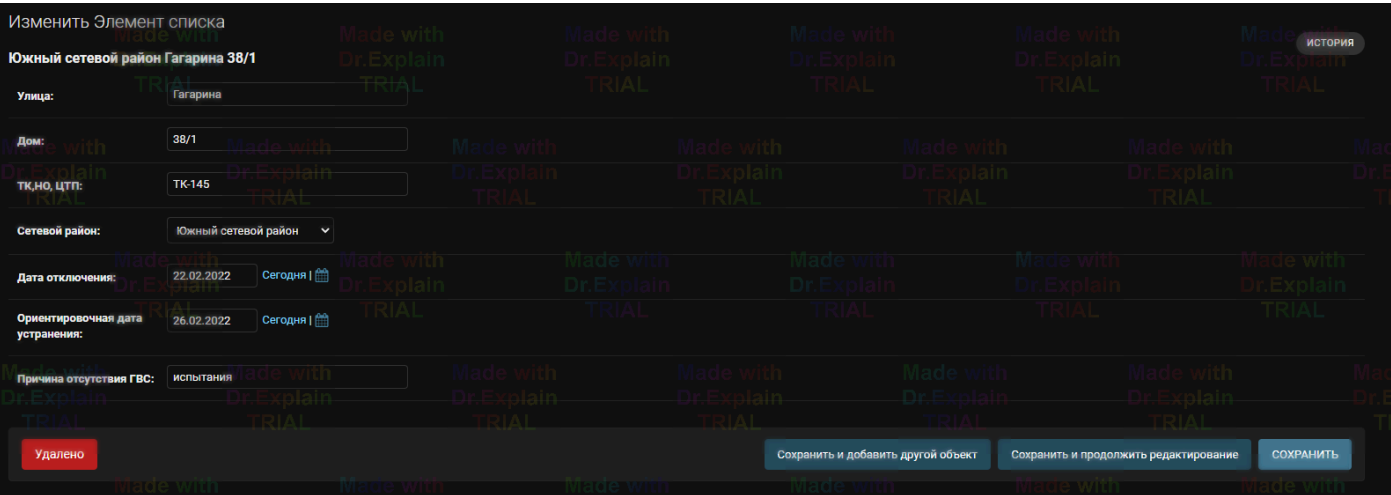 Изменить Элемент списка
Южный сетевой район Гагарина 38/1
ИСТОРИЯ
Улица: Гагарина
Дом: 38/1
ТК,НО, ЦТП: ТК-145
Сетевой район: Южный сетевой район
Дата отключения: 22.02.2022 Сегодня |
Ориентировочная дата
устранения: 26.02.2022 Сегодня |
Причина отсутствия ГВС: испытания
Удалено Сохранить и добавить другой объект Сохранить и продолжить редактирование СОХРАНИТЬ
Made with
Dr.Explain
TRIAL